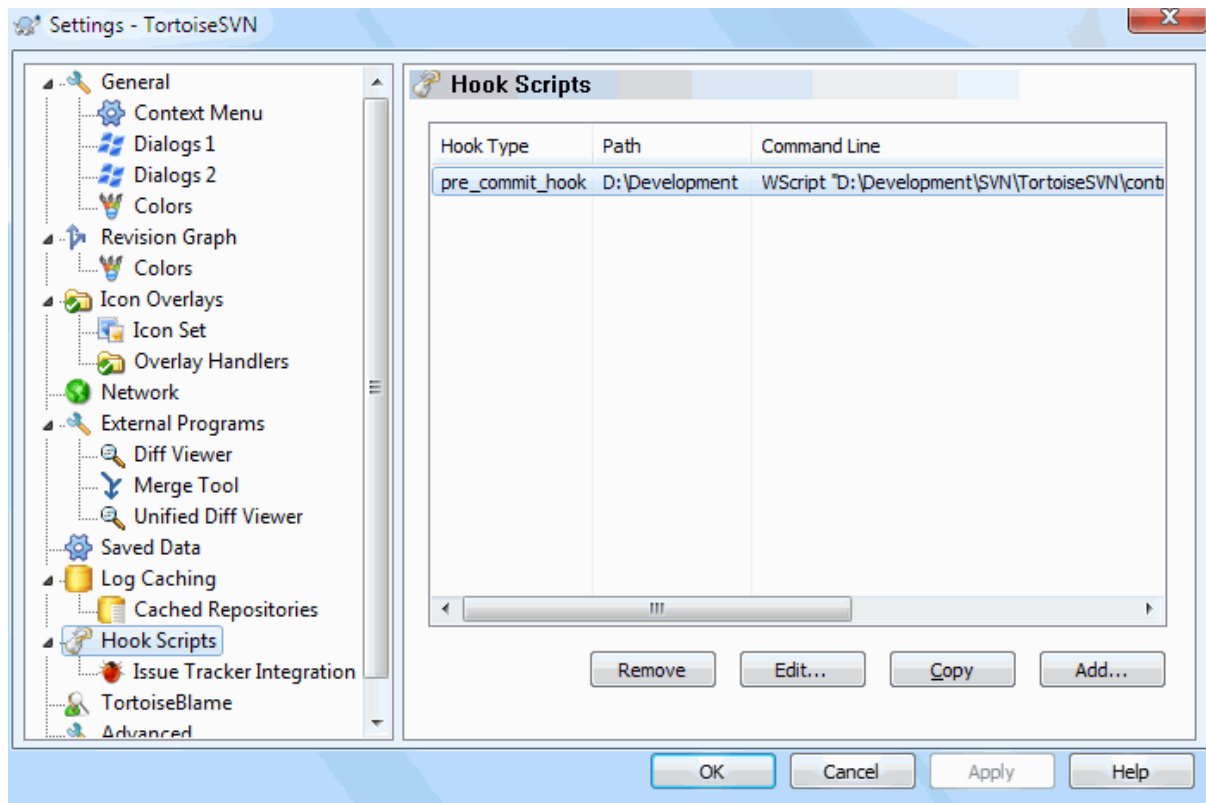 Settings - TortoiseSVN
General
Context Menu
Dialogs 1
Dialogs 2
Colors
Revision Graph
Colors
Icon Overlays
Icon Set
Overlay Handlers
Network
External Programs
Diff Viewer
Merge Tool
Unified Diff Viewer
Saved Data
Log Caching
Cached Repositories
Hook Scripts
Issue Tracker Integration
TortoiseBlame
Advanced
Hook Scripts
Hook Type Path Command Line
pre_commit_hook D:\Development WScript "D:\Development\SVN\TortoiseSVN\contr
Remove Edit... Copy Add...
OK Cancel Apply Help